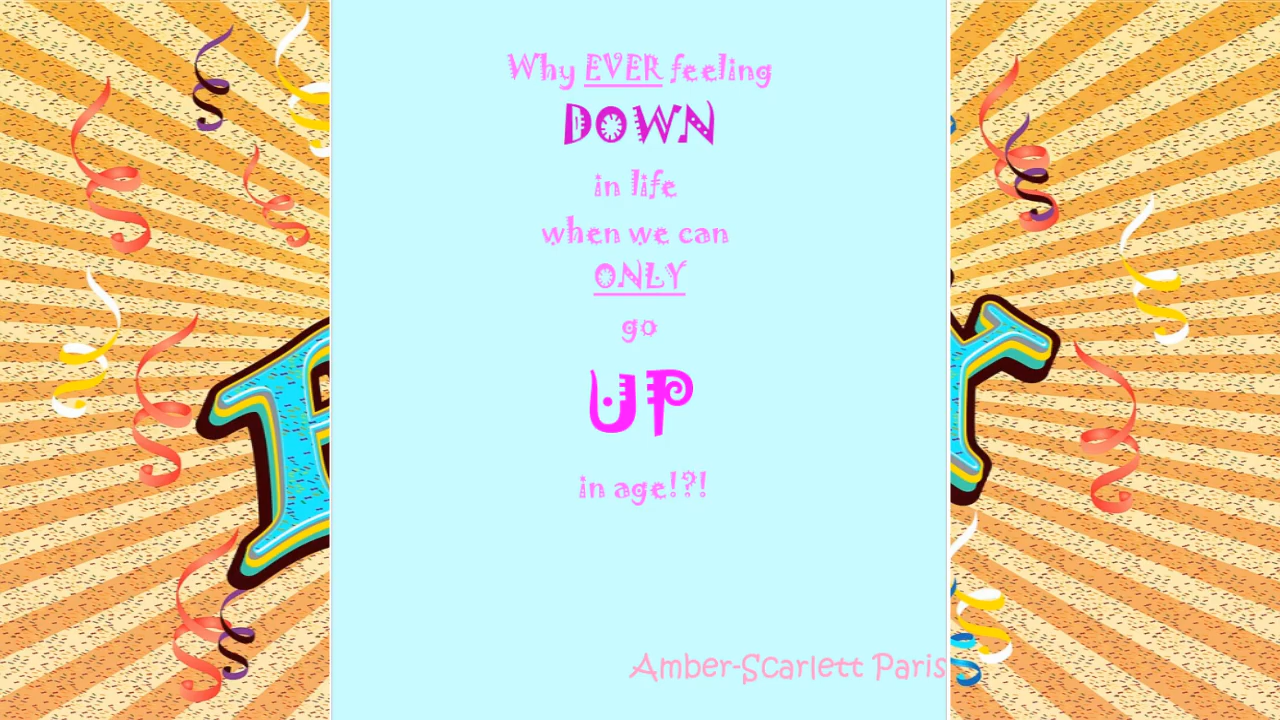 Why EVER feeling
DOWN
in life
when we can
ONLY
go
UP
in age!?!
Amber-Scarlett Paris